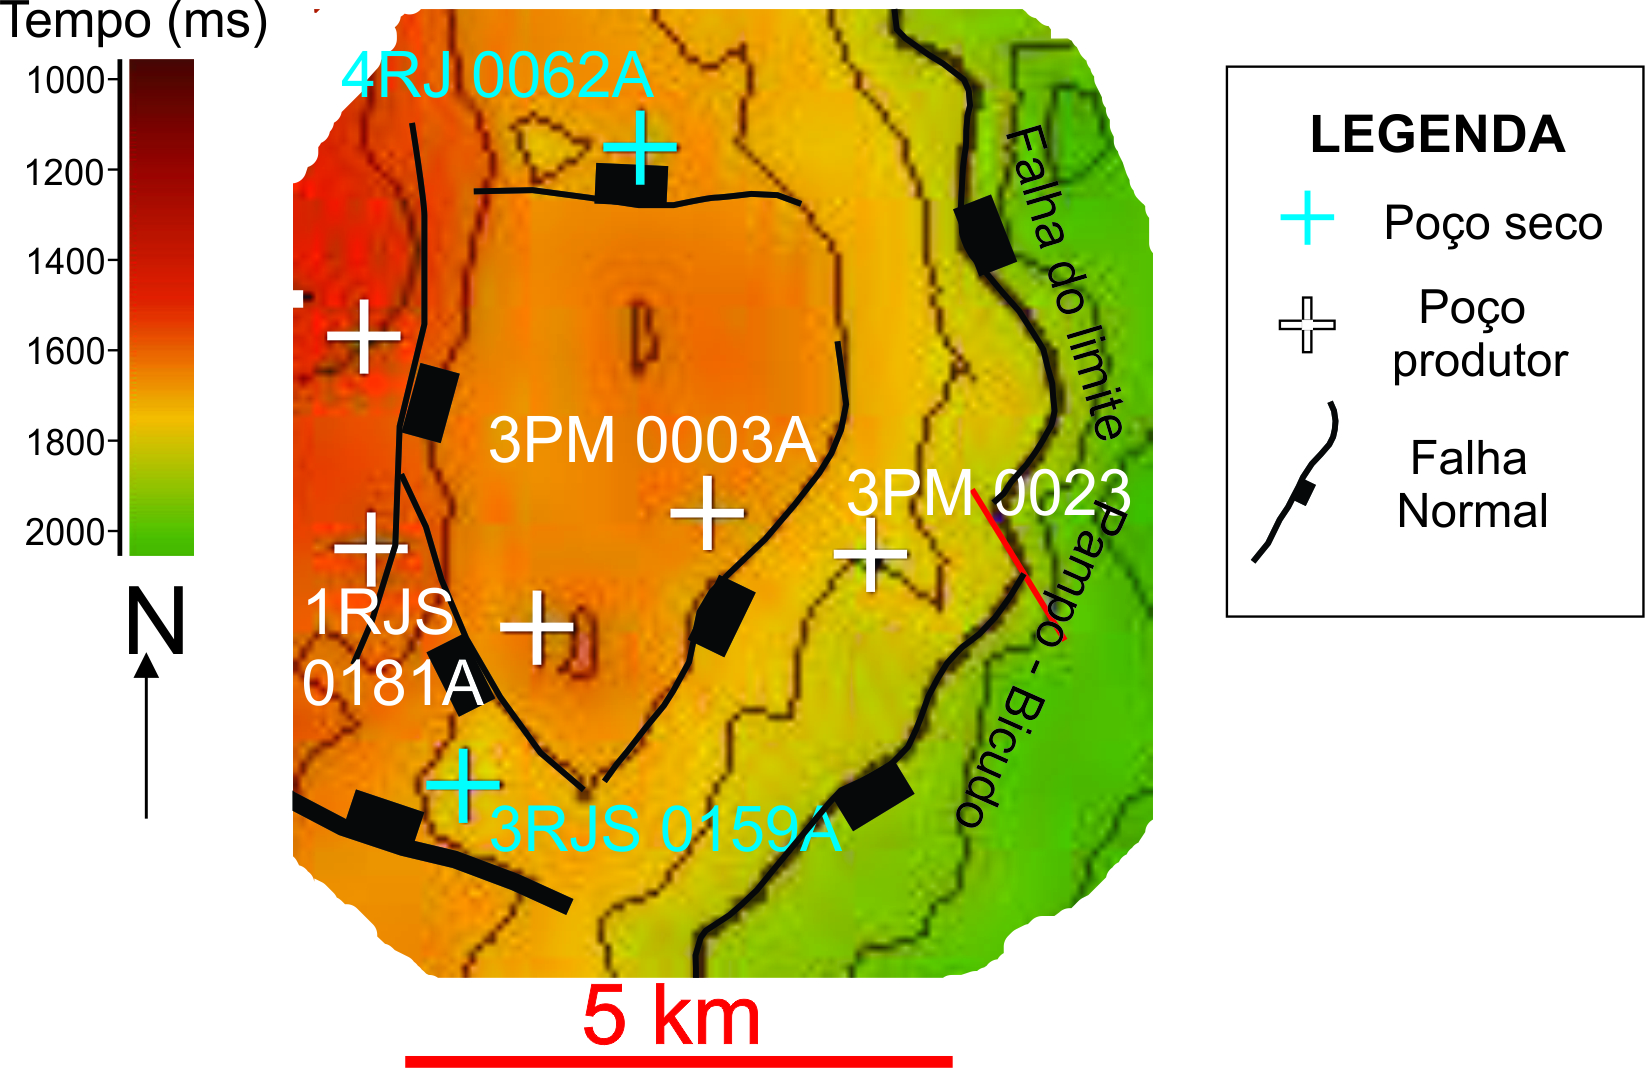 Tempo (ms)
1000
1200
1400
1600
1800
2000
N
4RJ 0062A
3PM 0003A
3PM 0023
1RJS
0181A
3RJS 0159A
Falha do limite
Pampo - Bicudo
5 km
LEGENDA
Poço seco
Poço
produtor
Falha
Normal